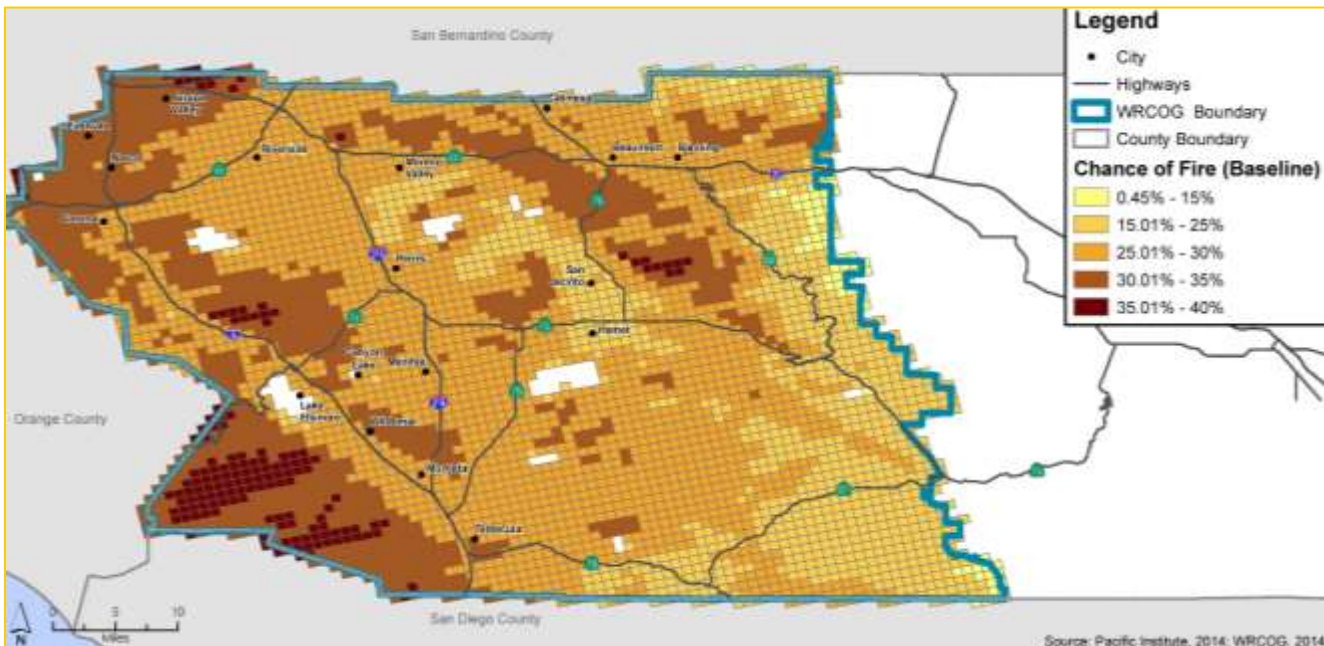 San Bernardino County
Legend
City
Highways
WRCOG Boundary
County Boundary
Chance of Fire (Baseline)
0.45% - 15%
15.01% - 25%
25.01% - 30%
30.01% - 35%
35.01% - 40%
Calimesa
Norco
Riverside
Moreno
Valley
Beaumont
Banning
Corona
Perris
San
Jacinto
Hemet
Canyon
Lake
Menifee
Lake
Elsinore
Wildomar
Murrieta
Temecula
Orange County
San Diego County
N
0
5
10
Miles
Source: Pacific Institute, 2014; WRCOG, 2014